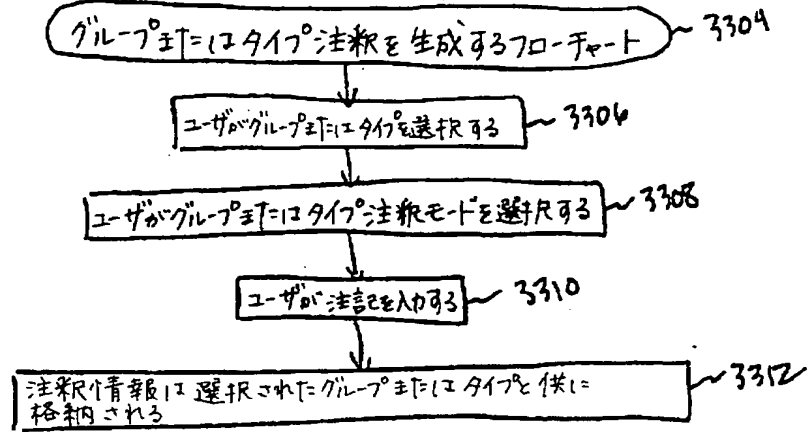 グループまたはタイプ注釈を生成するフローチャート 3304
ユーザがグループまたはタイプを選択する 3306
ユーザがグループまたはタイプ注釈モードを選択する 3308
ユーザが注記を入力する 3310
注釈情報は選択されたグループまたはタイプと供に 3312
格納される